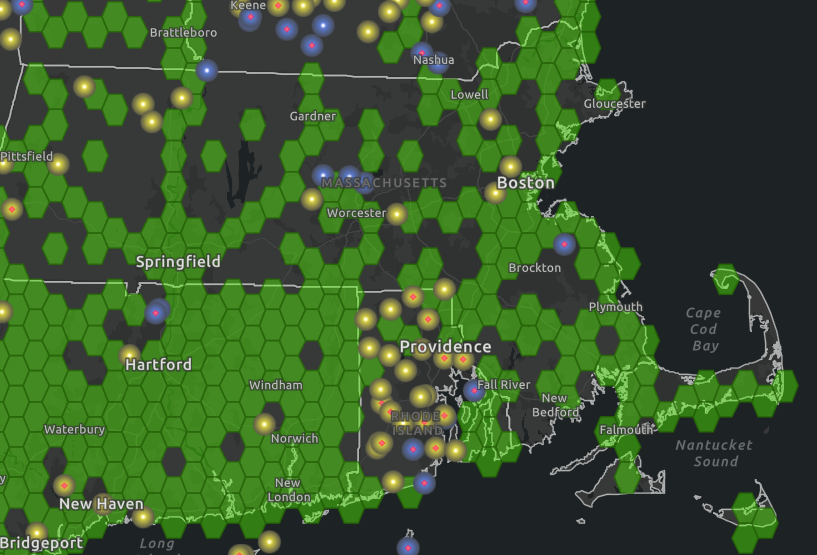 Keene
Brattleboro
Nashua
Lowell
Gloucester
Gardner
Pittsfield
MASSACHUSETTS
Boston
Worcester
Springfield
Brockton
Plymouth
Cape
Cod
Bay
Providence
Hartford
Windham
Fall River
New
Bedford
RHODE
ISLAND
Waterbury
Norwich
Falmouth
Nantucket
Sound
y
New
London
New Haven
Bridgeport
Long